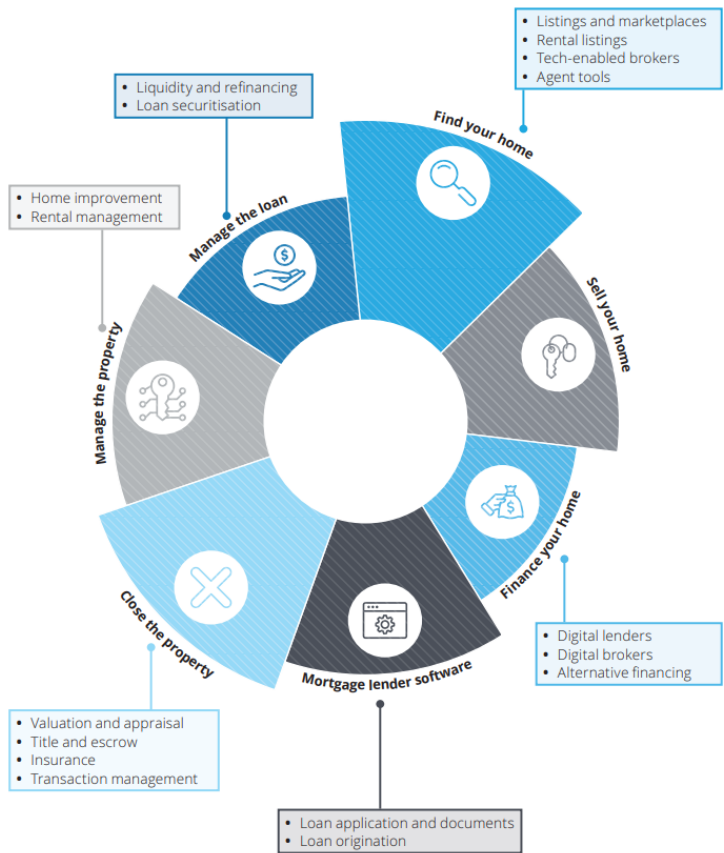 • Listings and marketplaces
• Rental listings
• Tech-enabled brokers
• Agent tools
Find your home
Sell your home
Finance your home
• Digital lenders
• Digital brokers
• Alternative financing
Mortgage lender software
• Loan application and documents
• Loan origination
Close the property
• Valuation and appraisal
• Title and escrow
• Insurance
• Transaction management
Manage the property
• Home improvement
• Rental management
Manage the loan
• Liquidity and refinancing
• Loan securitisation
$
$